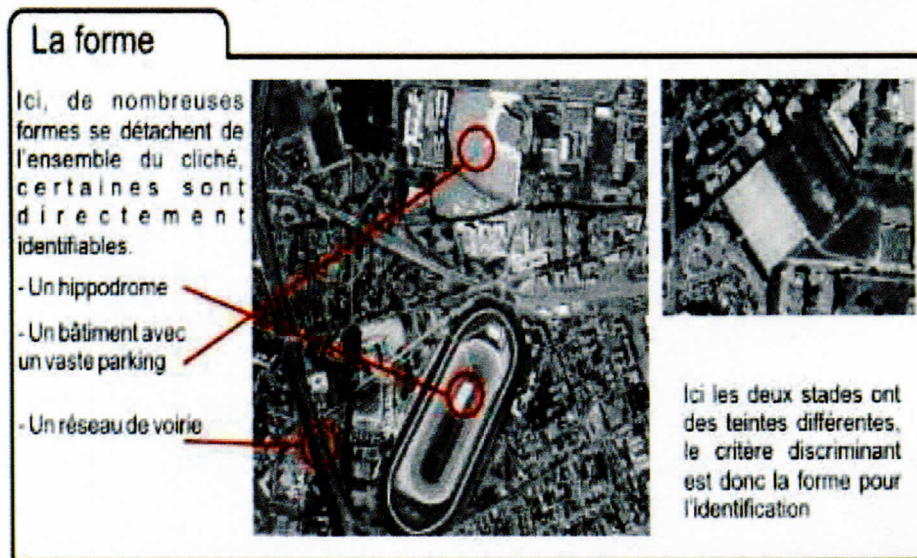 La forme
Ici, de nombreuses
formes se détachent de
l'ensemble du cliché,
certaines sont
directement
identifiables.
- Un hippodrome
- Un bâtiment avec
un vaste parking
- Un réseau de voirie
Ici les deux stades ont
des teintes différentes,
le critère discriminant
est donc la forme pour
l'identification